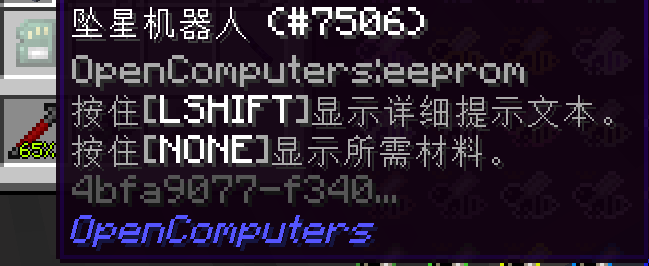 坠星机器人 (#7506)
OpenComputers:eeprom
按住[LSHIFT]显示详细提示文本。
按住[NONE]显示所需材料。
4bfa9077-f340…
OpenComputers
65%